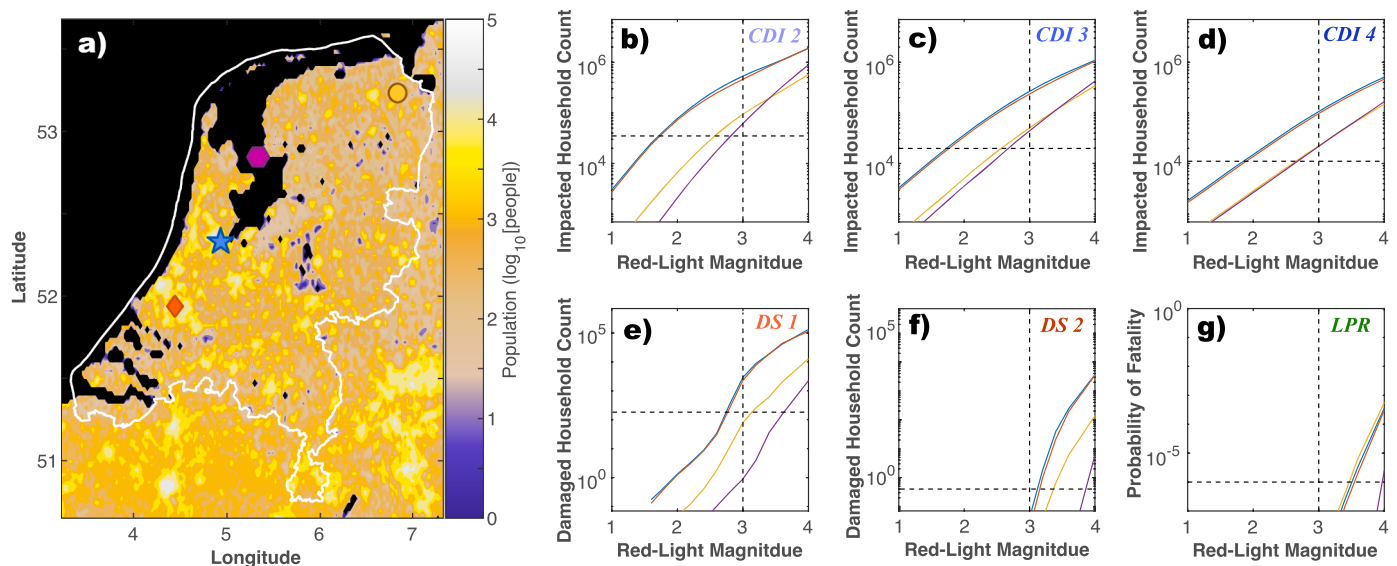 a)
53
52
51
4
5
6
7
Latitude
Longitude
5
4
3
2
1
0
Population (log10[people]
b)
CDI 2
10^6
10^4
1
2
3
4
Impacted Household Count
Red-Light Magnitdue
c)
CDI 3
10^6
10^4
1
2
3
4
Impacted Household Count
Red-Light Magnitdue
d)
CDI 4
10^6
10^4
1
2
3
4
Impacted Household Count
Red-Light Magnitdue
e)
DS 1
10^5
10^0
1
2
3
4
Damaged Household Count
Red-Light Magnitdue
f)
DS 2
10^5
10^0
1
2
3
4
Damaged Household Count
Red-Light Magnitdue
g)
LPR
10^0
10^-5
1
2
3
4
Probability of Fatality
Red-Light Magnitdue